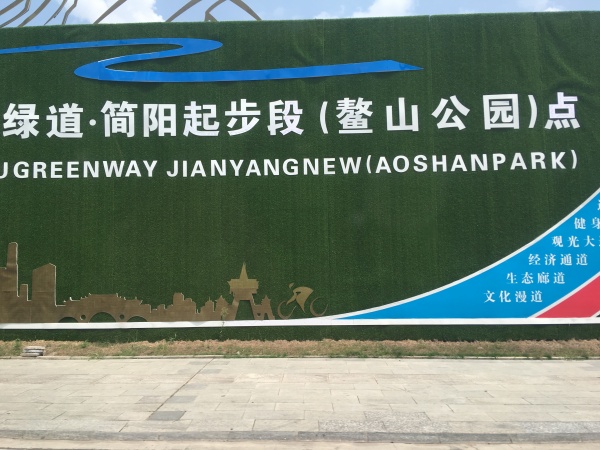 绿道·简阳起步段(鳌山公园)点
UGREENWAY JIANYANGNEW(AOSHANPARK)
健身
观光大
经济通道
生态廊道
文化漫道